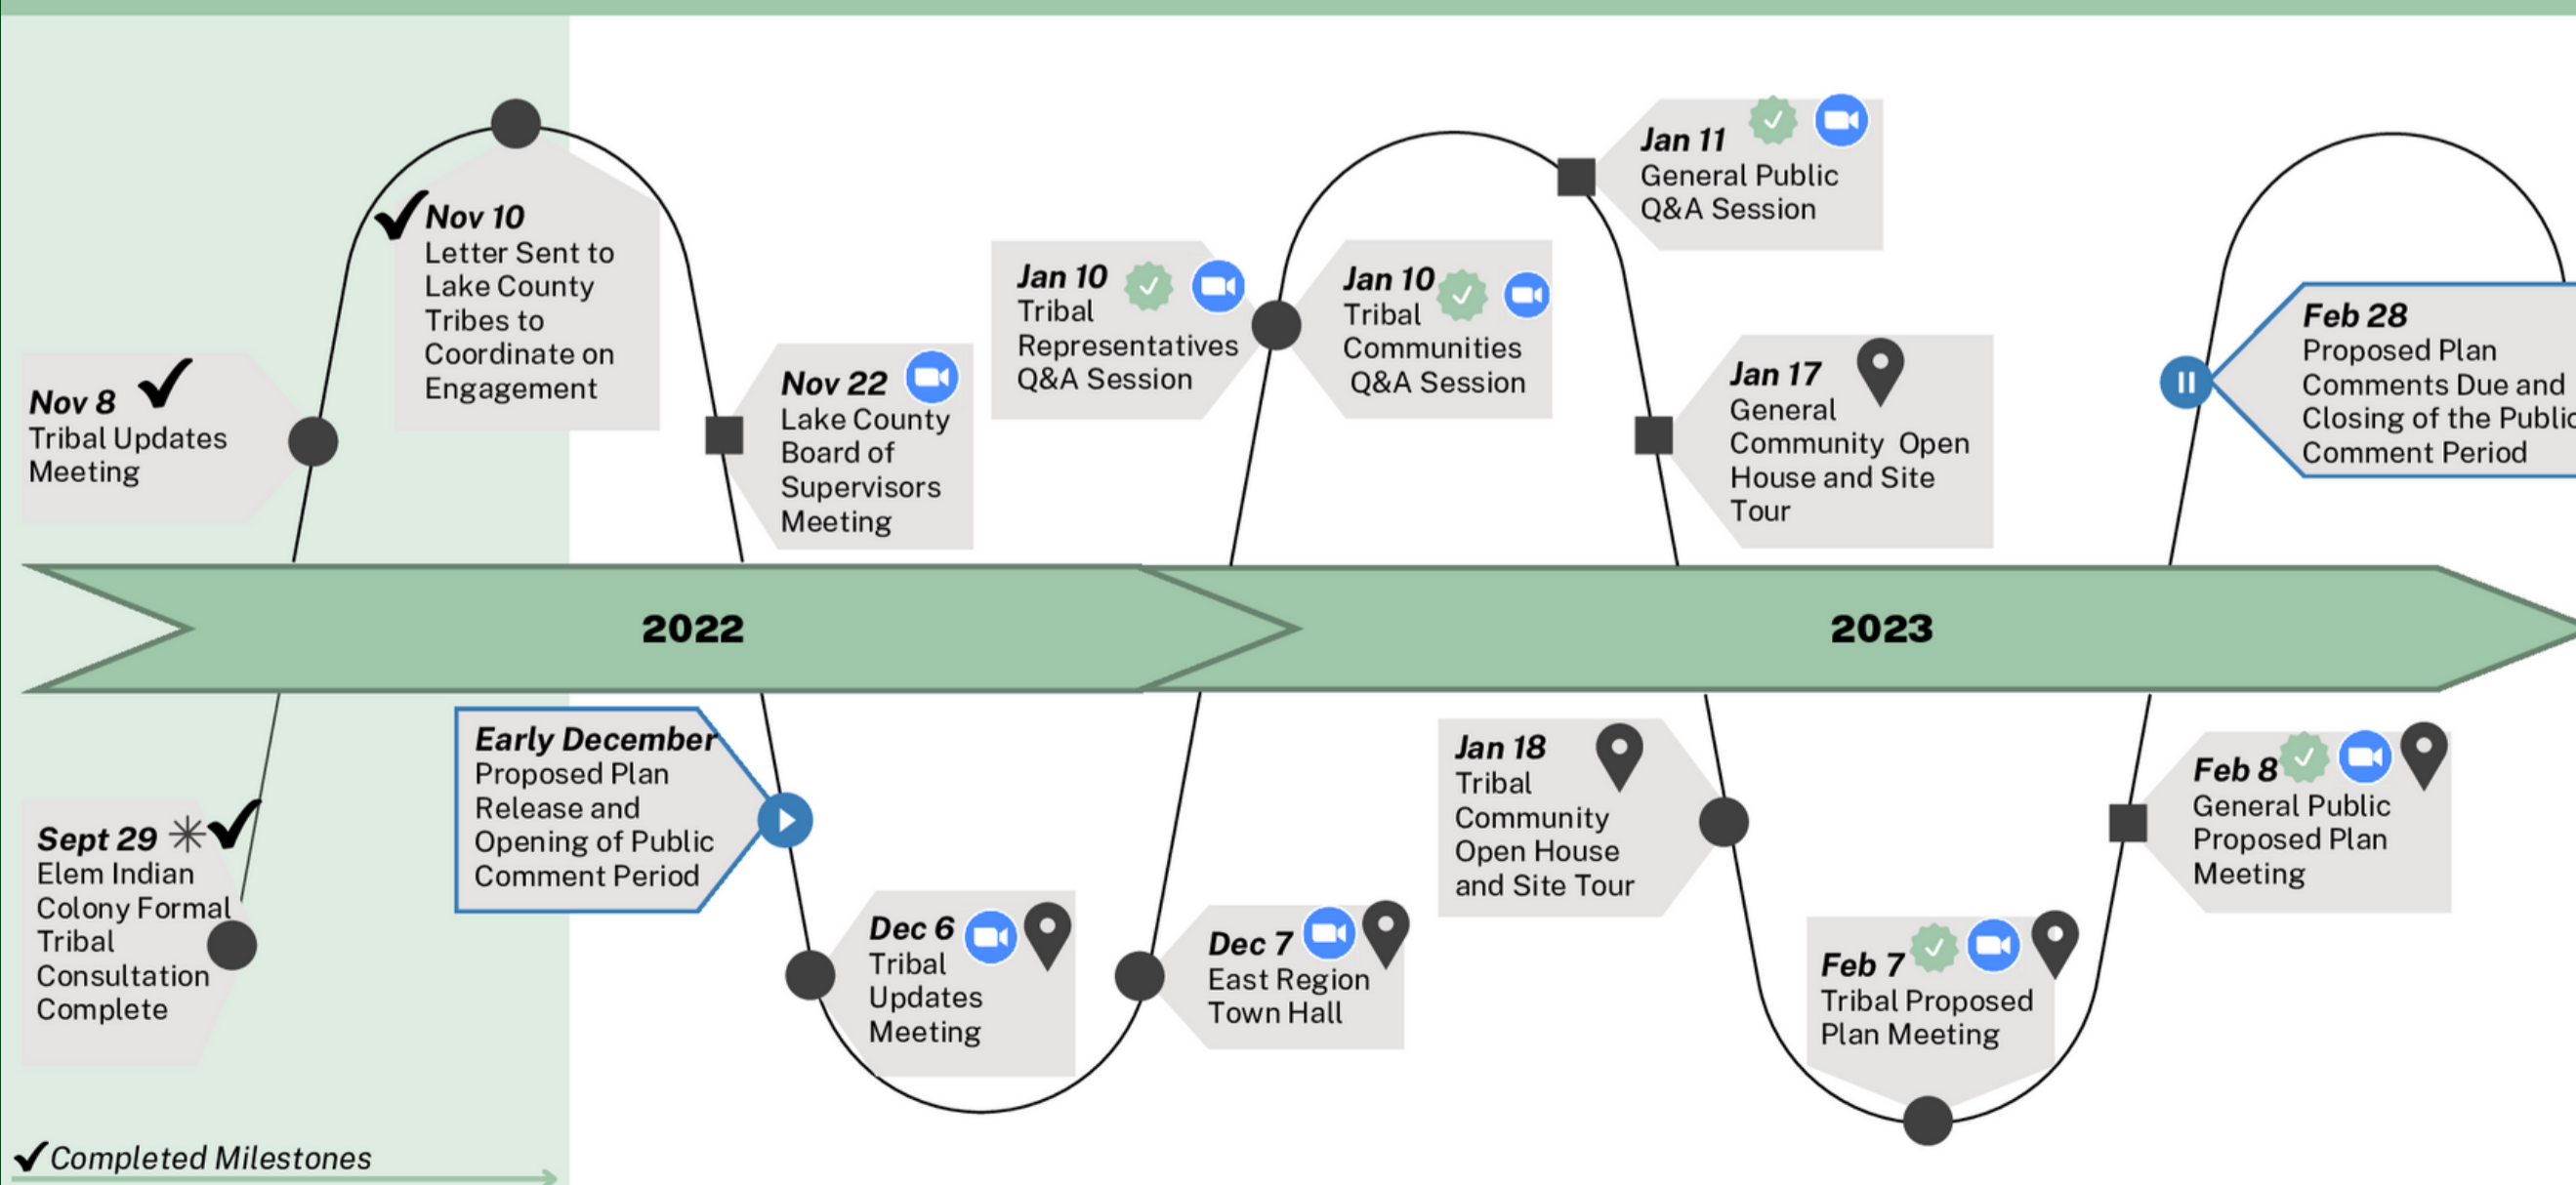 Nov 8
Tribal Updates
Meeting
Nov 10
Letter Sent to
Lake County
Tribes to
Coordinate on
Engagement
Nov 22
Lake County
Board of
Supervisors
Meeting
Jan 10
Tribal
Representatives
Q&A Session
Jan 10
Tribal
Communities
Q&A Session
Jan 11
General Public
Q&A Session
Jan 17
General
Community Open
House and Site
Tour
Feb 28
Proposed Plan
Comments Due and
Closing of the Public
Comment Period
2022
2023
Sept 29
Elem Indian
Colony Formal
Tribal
Consultation
Complete
Early December
Proposed Plan
Release and
Opening of Public
Comment Period
Dec 6
Tribal
Updates
Meeting
Dec 7
East Region
Town Hall
Jan 18
Tribal
Community
Open House
and Site Tour
Feb 7
Tribal Proposed
Plan Meeting
Feb 8
General Public
Proposed Plan
Meeting
Completed Milestones